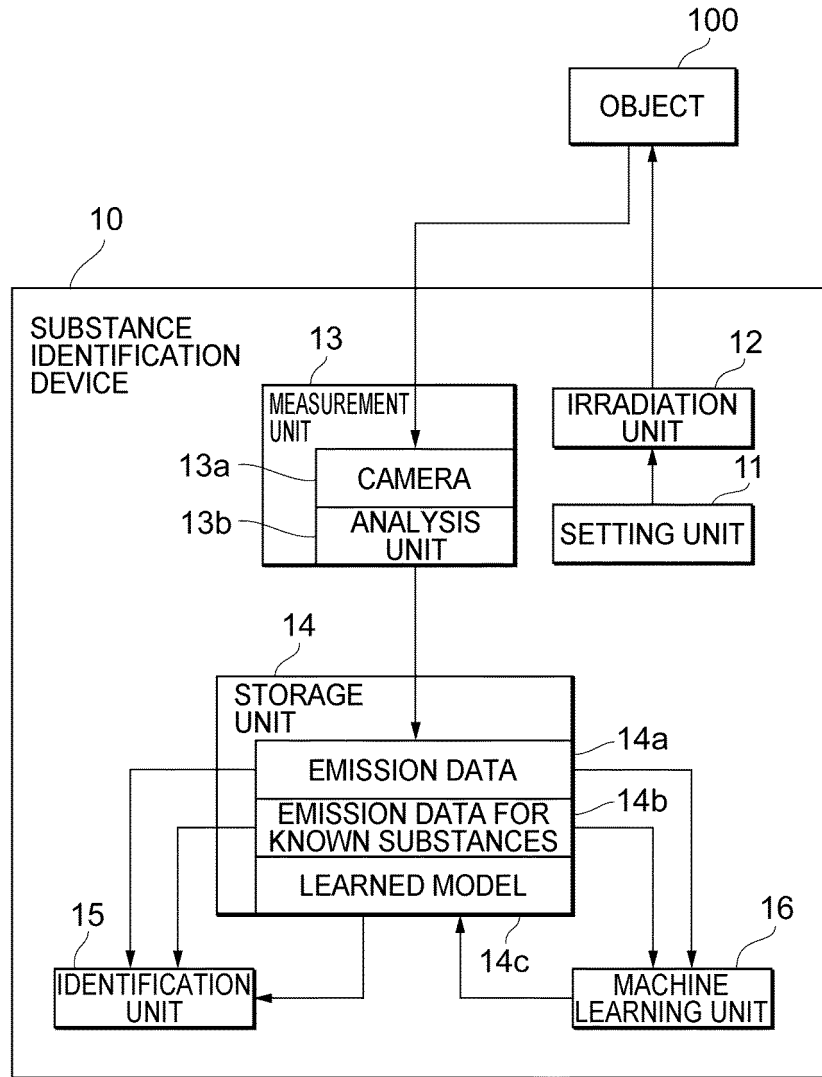 100
OBJECT
10
SUBSTANCE
IDENTIFICATION
DEVICE
13
MEASUREMENT
UNIT
12
IRRADIATION
UNIT
13a
CAMERA
11
13b
ANALYSIS
UNIT
SETTING UNIT
14
STORAGE
UNIT
14a
EMISSION DATA
14b
EMISSION DATA FOR
KNOWN SUBSTANCES
LEARNED MODEL
15
14c
16
IDENTIFICATION
UNIT
MACHINE
LEARNING UNIT